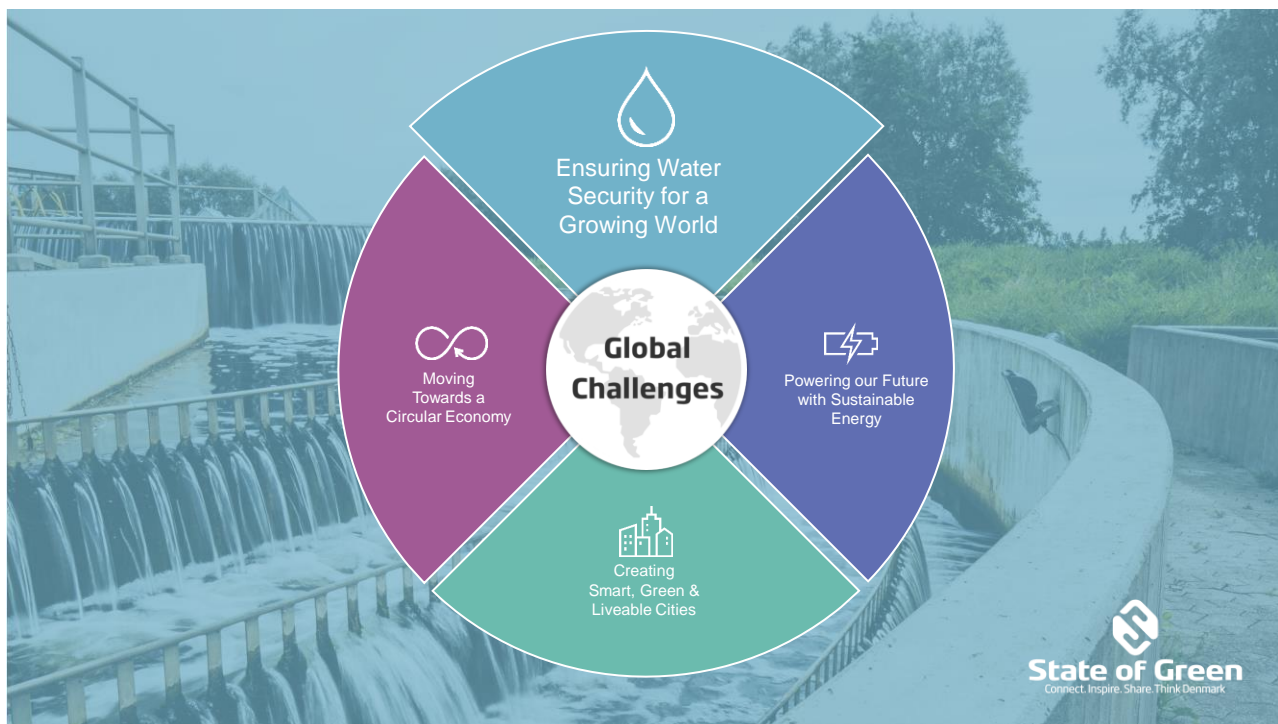 Ensuring Water
Security for a
Growing World
Moving
Towards a
Circular Economy
Global
Challenges
Powering our Future
with Sustainable
Energy
Creating
Smart, Green &
Liveable Cities
State of Green
Connect. Inspire. Share. Think Denmark